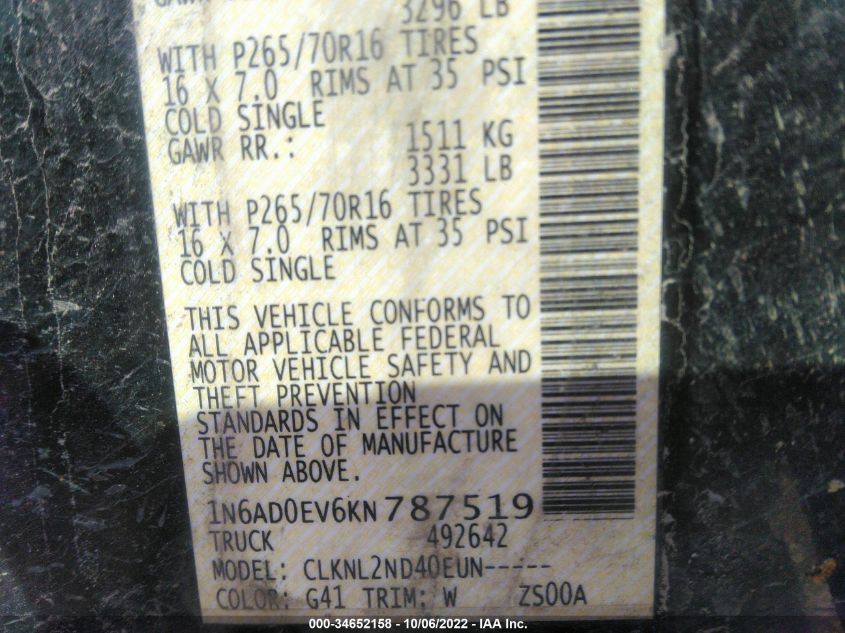 3296 LB
WITH P265/70R16 TIRES
16 X 7.0 RIMS AT 35 PSI
COLD SINGLE
GAWR RR.: 1511 KG
3331 LB
WITH P265/70R16 TIRES
16 X 7.0 RIMS AT 35 PSI
COLD SINGLE
THIS VEHICLE CONFORMS TO
ALL APPLICABLE FEDERAL
MOTOR VEHICLE SAFETY AND
THEFT PREVENTION
STANDARDS IN EFFECT ON
THE DATE OF MANUFACTURE
SHOWN ABOVE.
1N6AD0EV6KN787519
TRUCK 492642
MODEL: CLKNL2ND40EUN-----
COLOR: G41 TRIM: W ZS00A
000-34652158 - 10/06/2022 - IAA Inc.